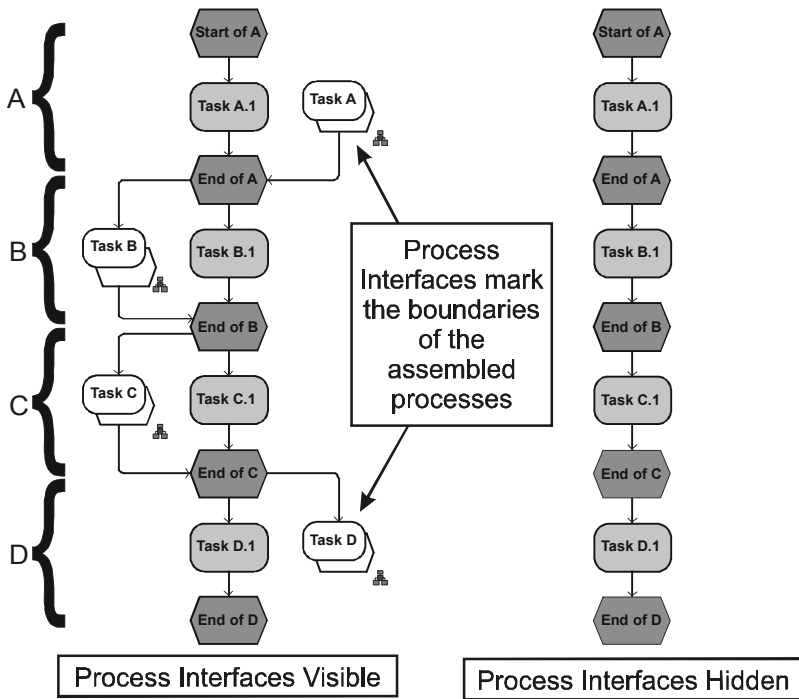 Start of A
Start of A
A
Task A.1
Task A
Task A.1
End of A
End of A
B
Task B
Task B.1
Process
Interfaces mark
the boundaries
of the
assembled
processes
Task B.1
End of B
End of B
C
Task C
Task C.1
Task C.1
End of C
End of C
D
Task D.1
Task D
Task D.1
End of D
End of D
Process Interfaces Visible
Process Interfaces Hidden